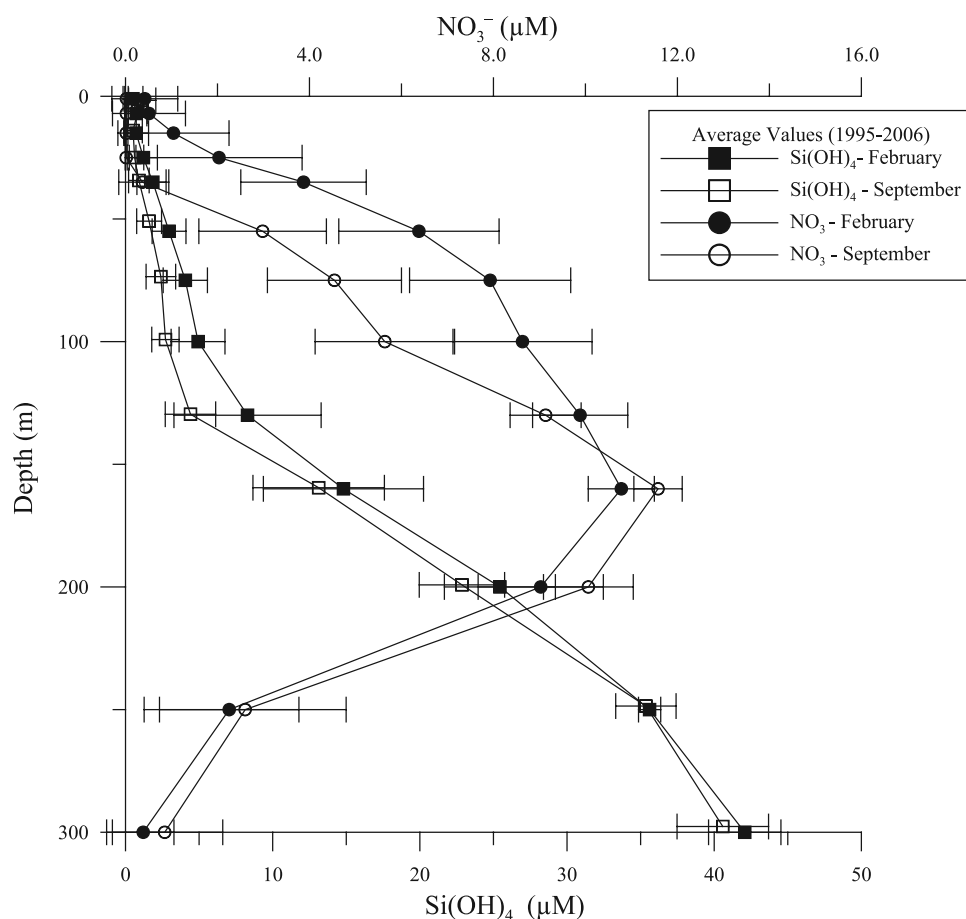 NO₃⁻ (µM)
0.0 4.0 8.0 12.0 16.0
0
100
200
300
Depth (m)
Average Values (1995-2006)
Si(OH)₄- February
Si(OH)₄ - September
NO₃ - February
NO₃ - September
0 10 20 30 40 50
Si(OH)₄ (µM)